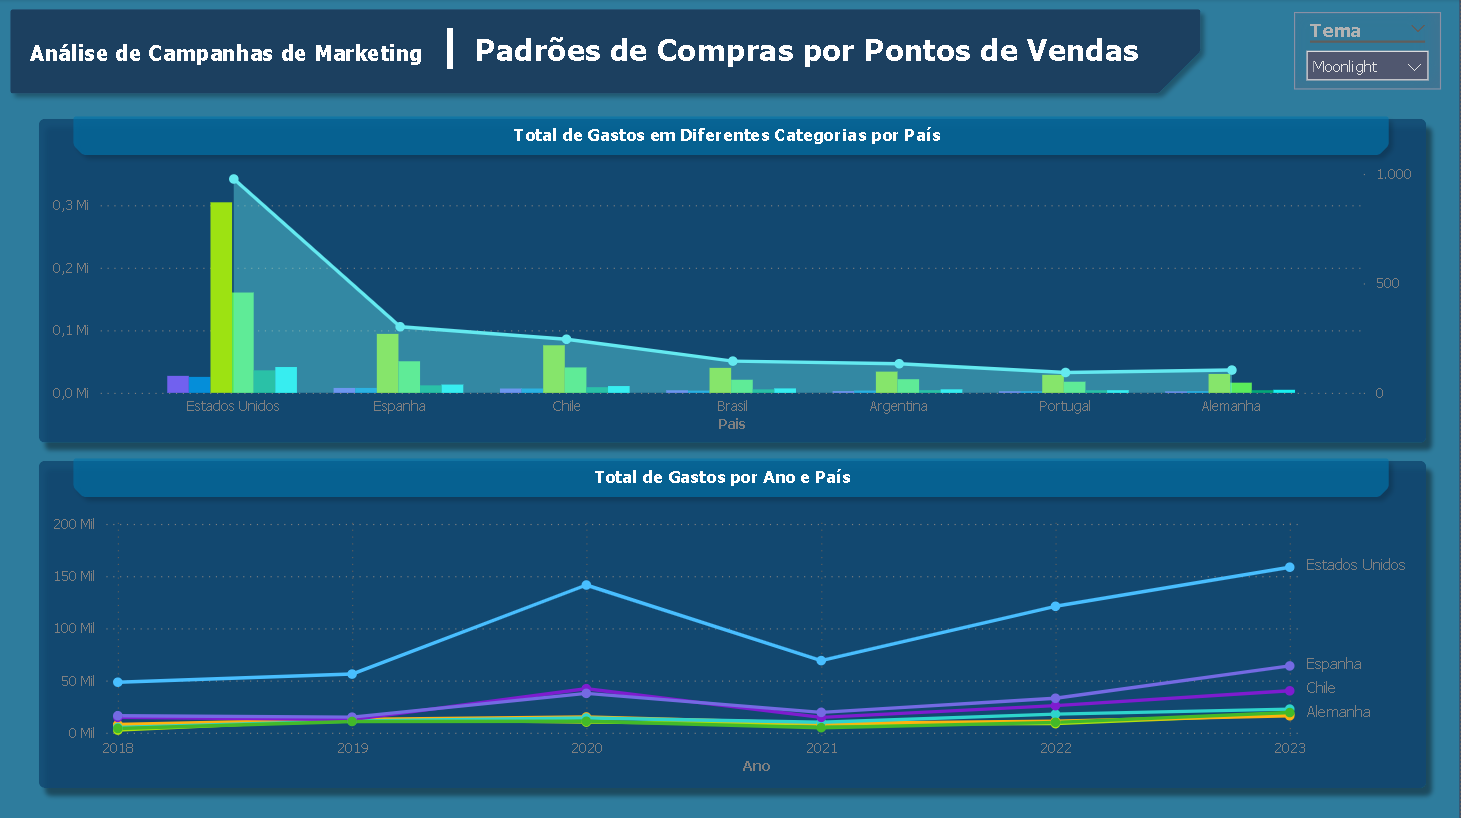 Análise de Campanhas de Marketing | Padrões de Compras por Pontos de Vendas
Tema
Moonlight
Total de Gastos em Diferentes Categorias por País
1.000
0,3 Mi
0,2 Mi
500
0,1 Mi
0,0 Mi
0
Estados Unidos Espanha Chile Brasil Argentina Portugal Alemanha
Pais
Total de Gastos por Ano e País
200 Mil
150 Mil
Estados Unidos
100 Mil
Espanha
50 Mil
Chile
Alemanha
0 Mil
2018 2019 2020 2021 2022 2023
Ano